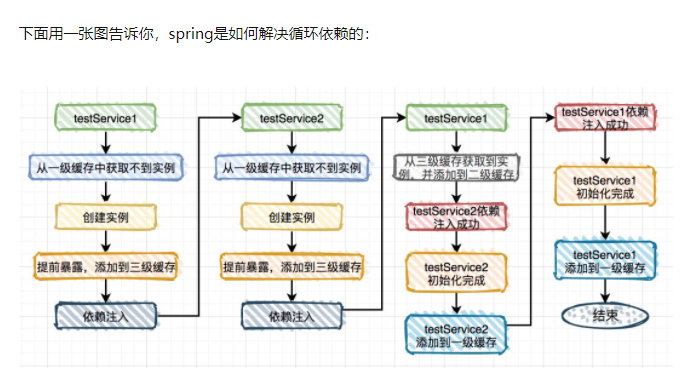 下面用一张图告诉你，spring是如何解决循环依赖的：
testService1
从一级缓存中获取不到实例
创建实例
提前暴露，添加到三级缓存
依赖注入
testService2
从一级缓存中获取不到实例
创建实例
提前暴露，添加到三级缓存
依赖注入
testService1
从三级缓存获取到实
例，并添加到二级缓存
testService2依赖
注入成功
testService2
初始化完成
testService2
添加到一级缓存
testService1依赖
注入成功
testService1
初始化完成
testService1
添加到一级缓存
结束